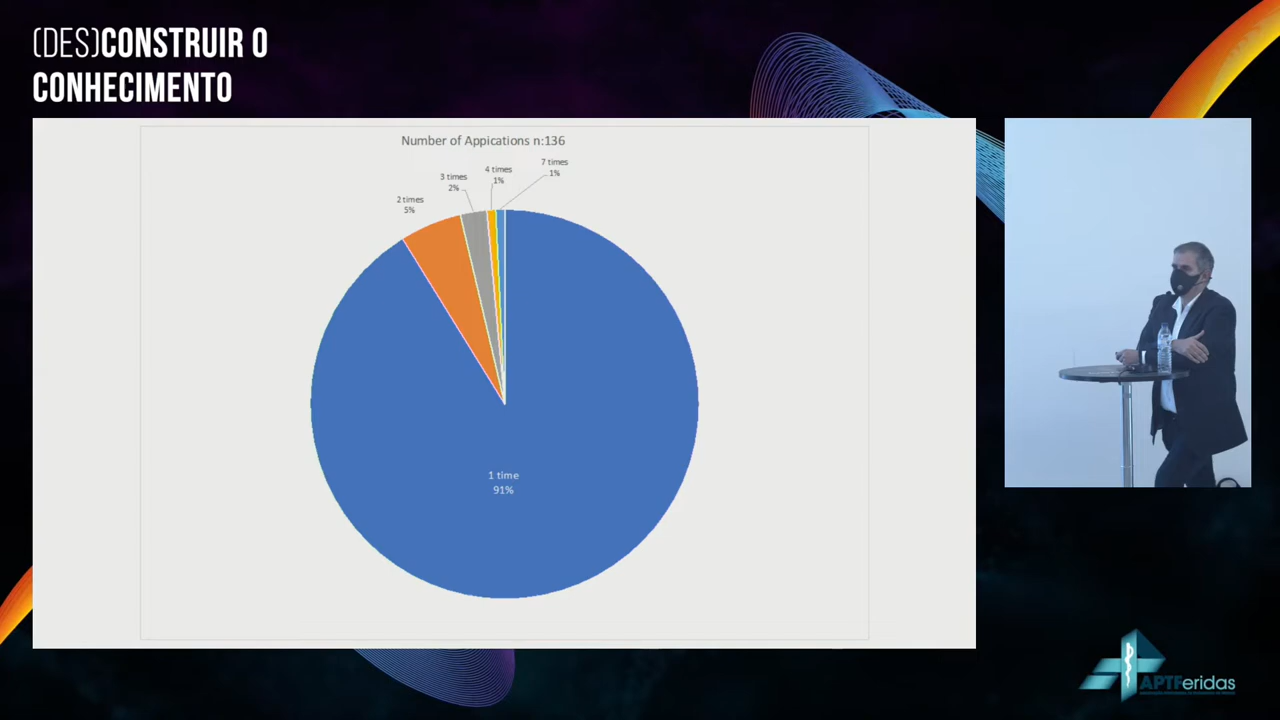 (DES)CONSTRUIR O
CONHECIMENTO
Number of Appications n:136
7 times
1%
4 times
1%
3 times
2%
2 times
5%
1 time
91%
APTFeridas